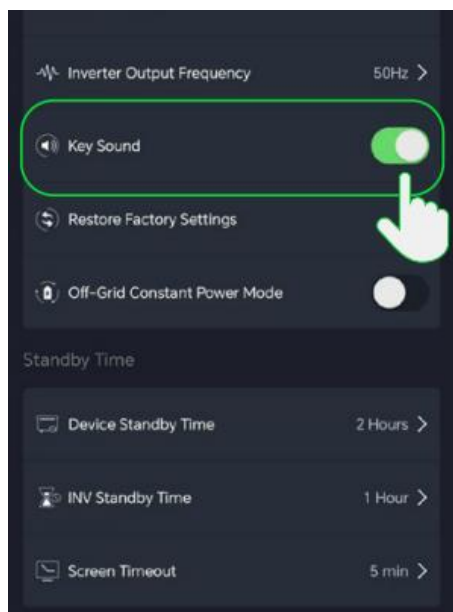 Inverter Output Frequency 50Hz >
Key Sound
Restore Factory Settings
Off-Grid Constant Power Mode
Standby Time
Device Standby Time 2 Hours >
INV Standby Time 1 Hour >
Screen Timeout 5 min >